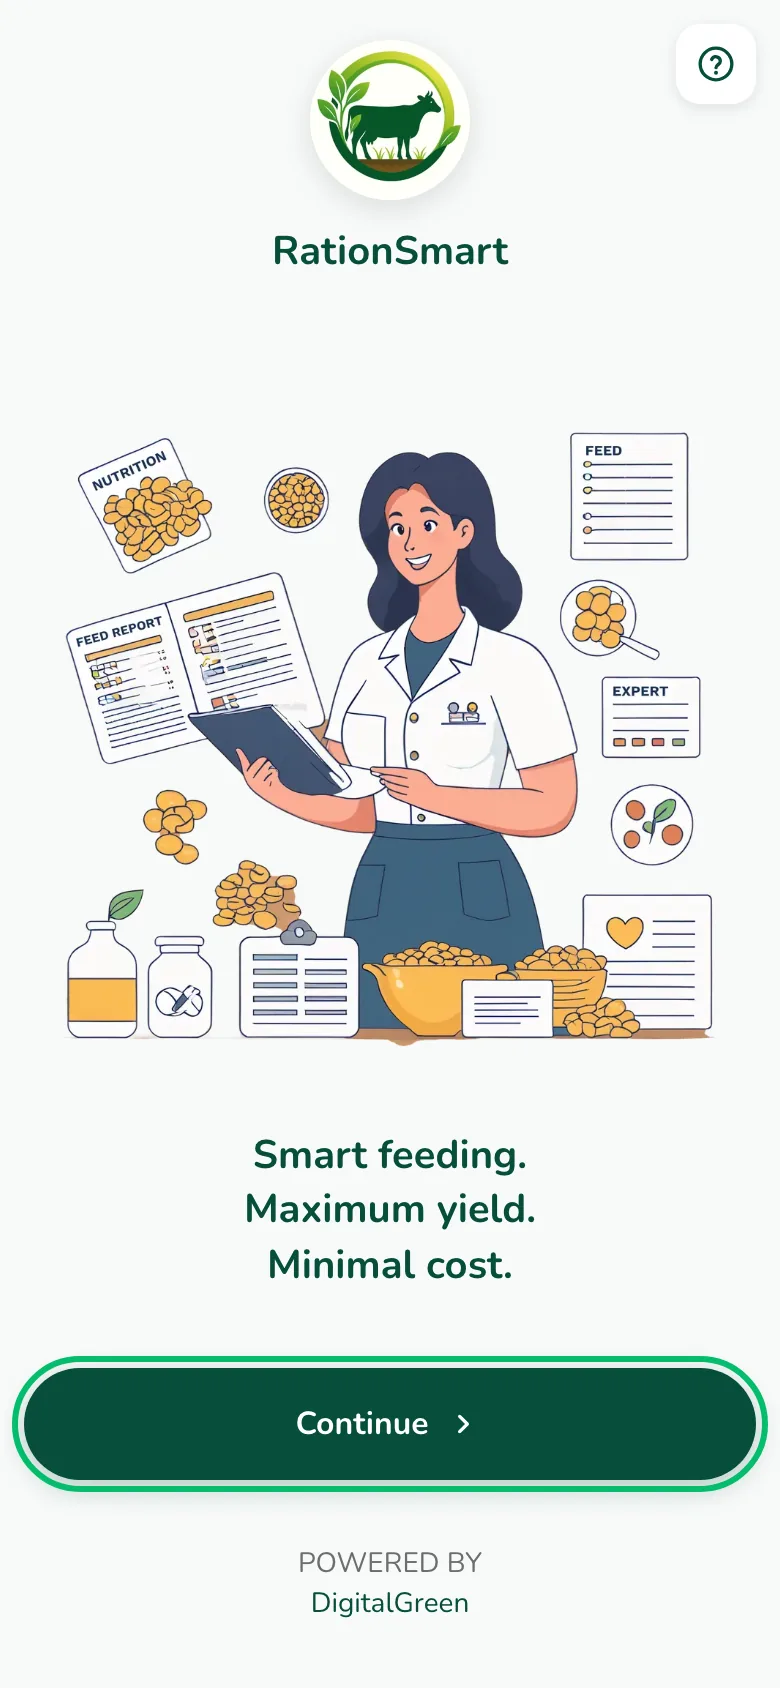 RationSmart
NUTRITION
FEED
FEED REPORT
EXPERT
Smart feeding.
Maximum yield.
Minimal cost.
Continue
POWERED BY
DigitalGreen